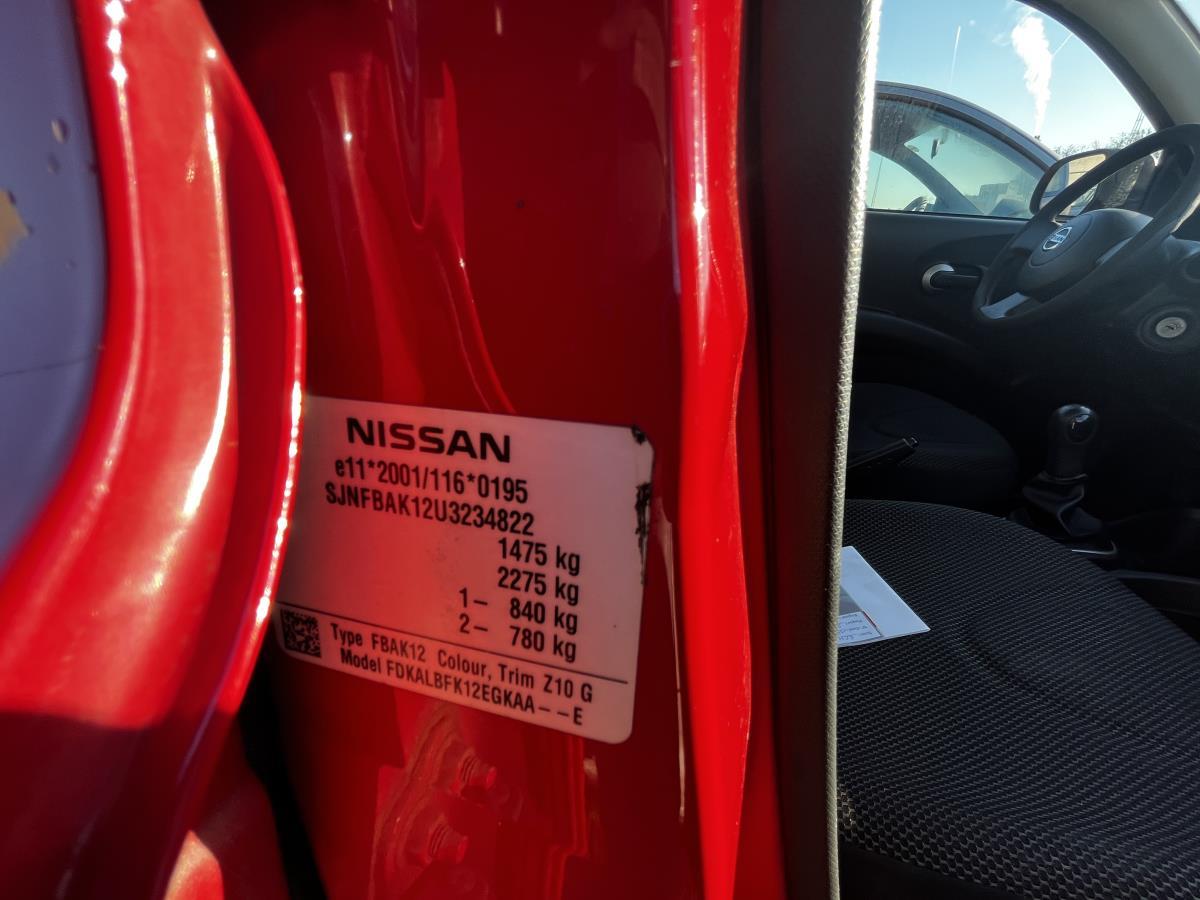 NISSAN
e11*2001/116*0195
SJNFBAK12U3234822
1475 kg
2275 kg
1- 840 kg
2- 780 kg
Type FBAK12 Colour, Trim Z10 G
Model FDKALBFK12EGKAA--E